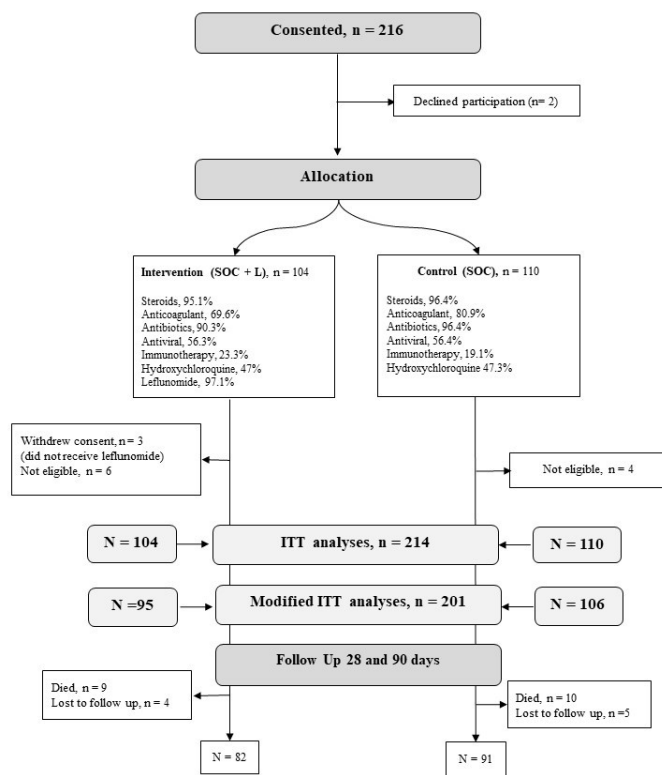 Consented, n = 216
Declined participation (n= 2)
Allocation
Intervention (SOC + L), n = 104
Steroids, 95.1%
Anticoagulant, 69.6%
Antibiotics, 90.3%
Antiviral, 56.3%
Immunotherapy, 23.3%
Hydroxychloroquine, 47%
Leflunomide, 97.1%
Control (SOC), n = 110
Steroids, 96.4%
Anticoagulant, 80.9%
Antibiotics, 96.4%
Antiviral, 56.4%
Immunotherapy, 19.1%
Hydroxychloroquine 47.3%
Withdrew consent, n = 3
(did not receive leflunomide)
Not eligible, n = 6
Not eligible, n = 4
N = 104
ITT analyses, n = 214
N = 110
N =95
Modified ITT analyses, n = 201
N = 106
Follow Up 28 and 90 days
Died, n = 9
Lost to follow up, n = 4
Died, n = 10
Lost to follow up, n =5
N = 82
N = 91